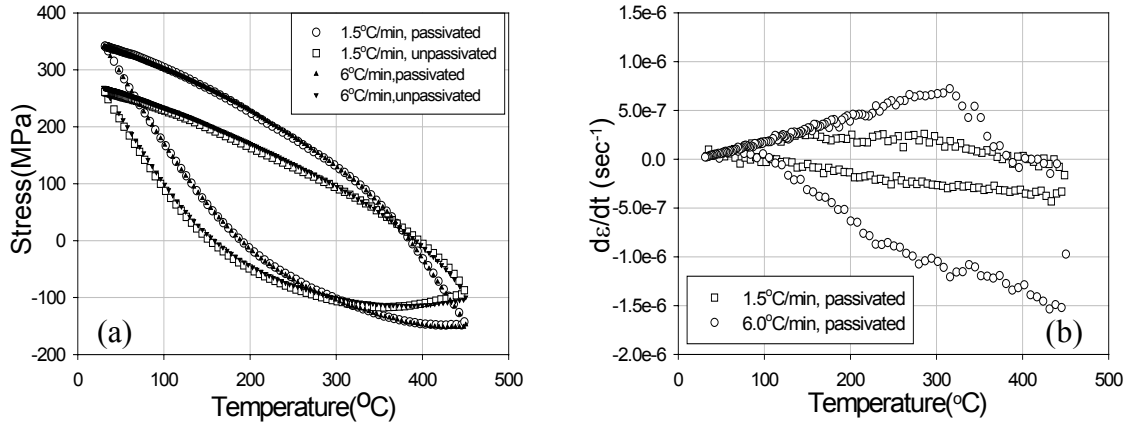 400
300
200
100
0
-100
-200
Stress(MPa)
1.5°C/min, passivated
1.5°C/min, unpassivated
6°C/min,passivated
6°C/min,unpassivated
(a)
0 100 200 300 400 500
Temperature(°C)
1.5e-6
1.0e-6
5.0e-7
0.0
-5.0e-7
-1.0e-6
-1.5e-6
-2.0e-6
dε/dt (sec⁻¹)
1.5°C/min, passivated
6.0°C/min, passivated
(b)
0 100 200 300 400 500
Temperature(°C)